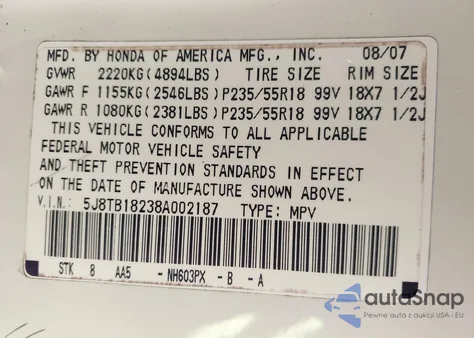 MFD. BY HONDA OF AMERICA MFG., INC. 08/07
GVWR 2220KG(4894LBS) TIRE SIZE RIM SIZE
GAWR F 1155KG(2546LBS)P235/55R18 99V 18X7 1/2J
GAWR R 1080KG(2381LBS)P235/55R18 99V 18X7 1/2J
THIS VEHICLE CONFORMS TO ALL APPLICABLE
FEDERAL MOTOR VEHICLE SAFETY
AND THEFT PREVENTION STANDARDS IN EFFECT
ON THE DATE OF MANUFACTURE SHOWN ABOVE.
V.I.N.: 5J8TB18238A002187 TYPE: MPV
STK 8 AA5 -NH603PX -B -A
autoSnap
Pewne auta z aukcji USA i EU